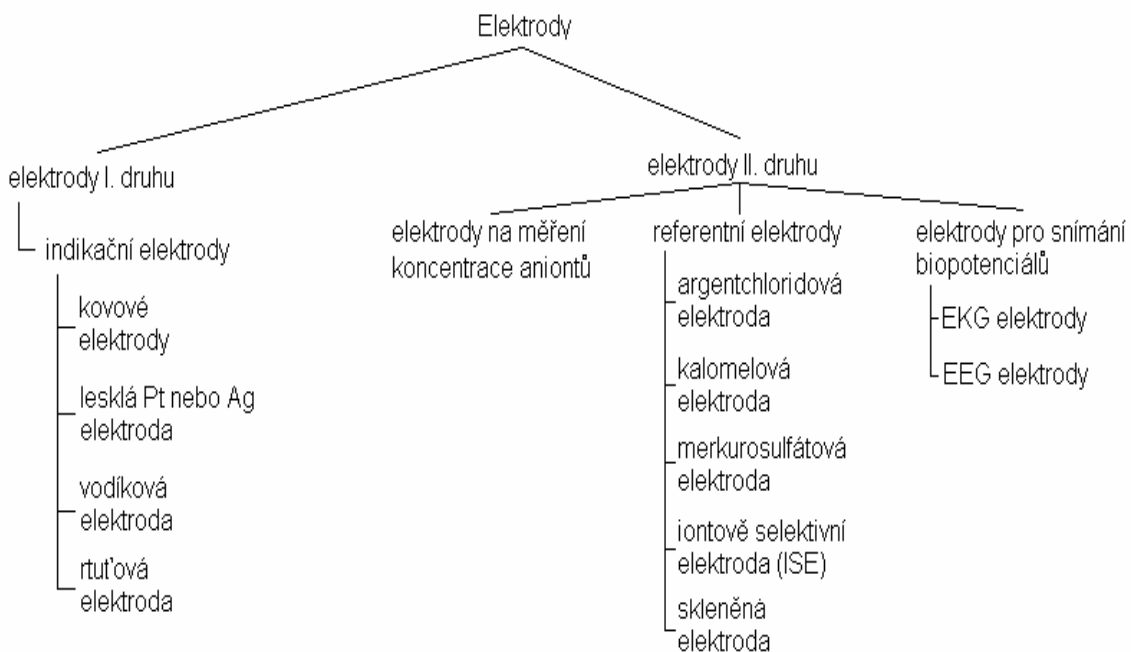 Elektrody
elektrody I. druhu
indikační elektrody
kovové
elektrody
lesklá Pt nebo Ag
elektroda
vodíková
elektroda
rtuťová
elektroda
elektrody II. druhu
elektrody na měření
koncentrace aniontů
referentní elektrody
argentchloridová
elektroda
kalomelová
elektroda
merkurosulfátová
elektroda
iontově selektivní
elektroda (ISE)
skleněná
elektroda
elektrody pro snímání
biopotenciálů
EKG elektrody
EEG elektrody